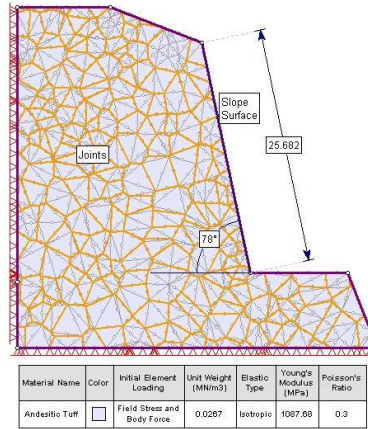 Slope
Surface
25.682
Joints
78°
Material Name Color Initial Element Loading Unit Weight (MN/m3) Elastic Type Young's Modulus (MPa) Poisson's Ratio
Andesitic Tuff Field Stress and Body Force 0.0267 Isotropic 1087.68 0.3